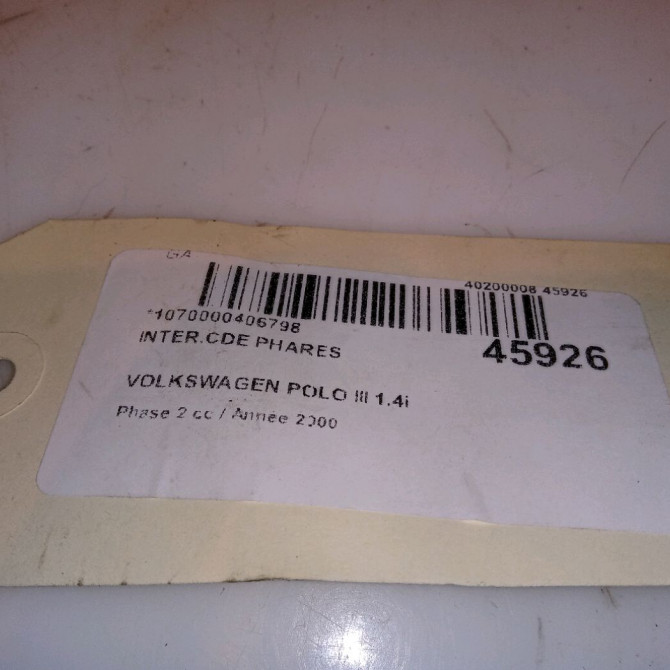 GA
40200008 45926
*1070000406798
INTER.CDE PHARES
45926
VOLKSWAGEN POLO III 1.4i
Phase 2 cc / Année 2000